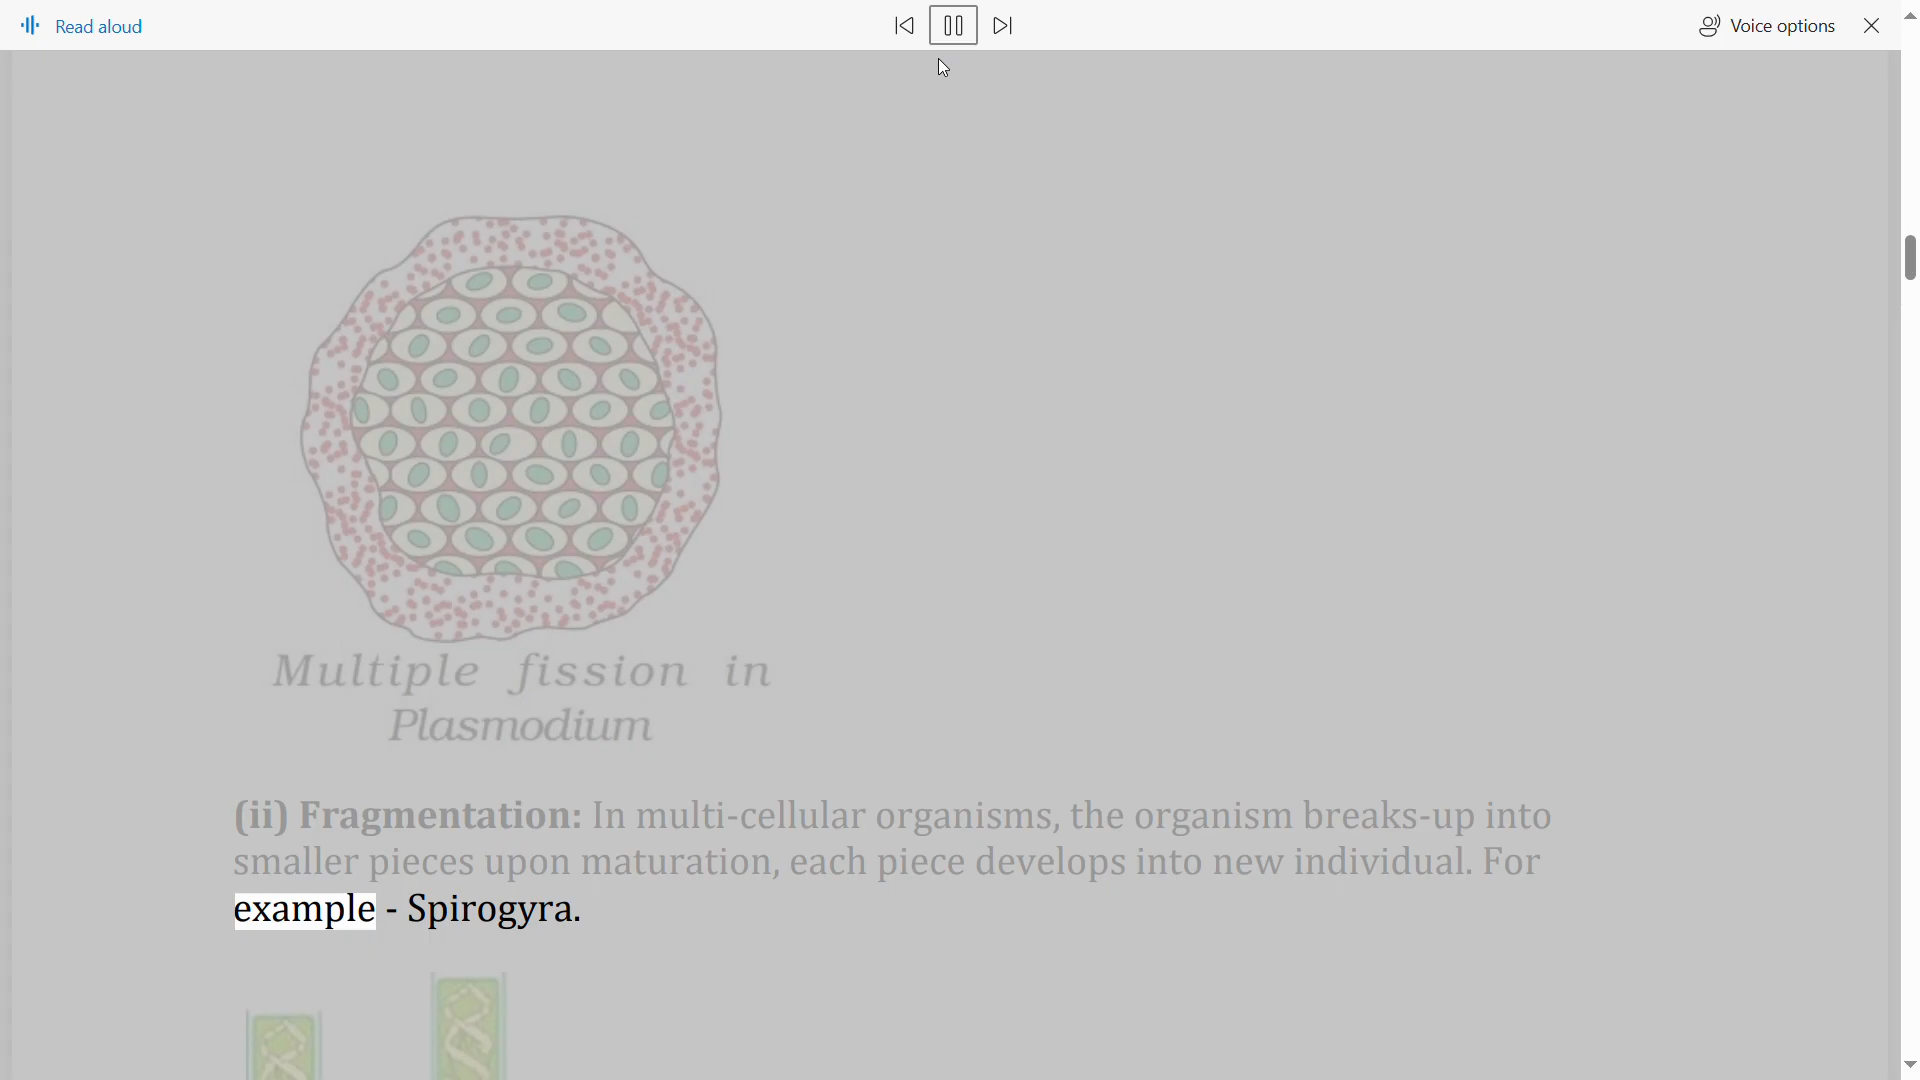 Read aloud
Voice options
Multiple fission in
Plasmodium
(ii) Fragmentation: In multi-cellular organisms, the organism breaks-up into
smaller pieces upon maturation, each piece develops into new individual. For
example - Spirogyra.